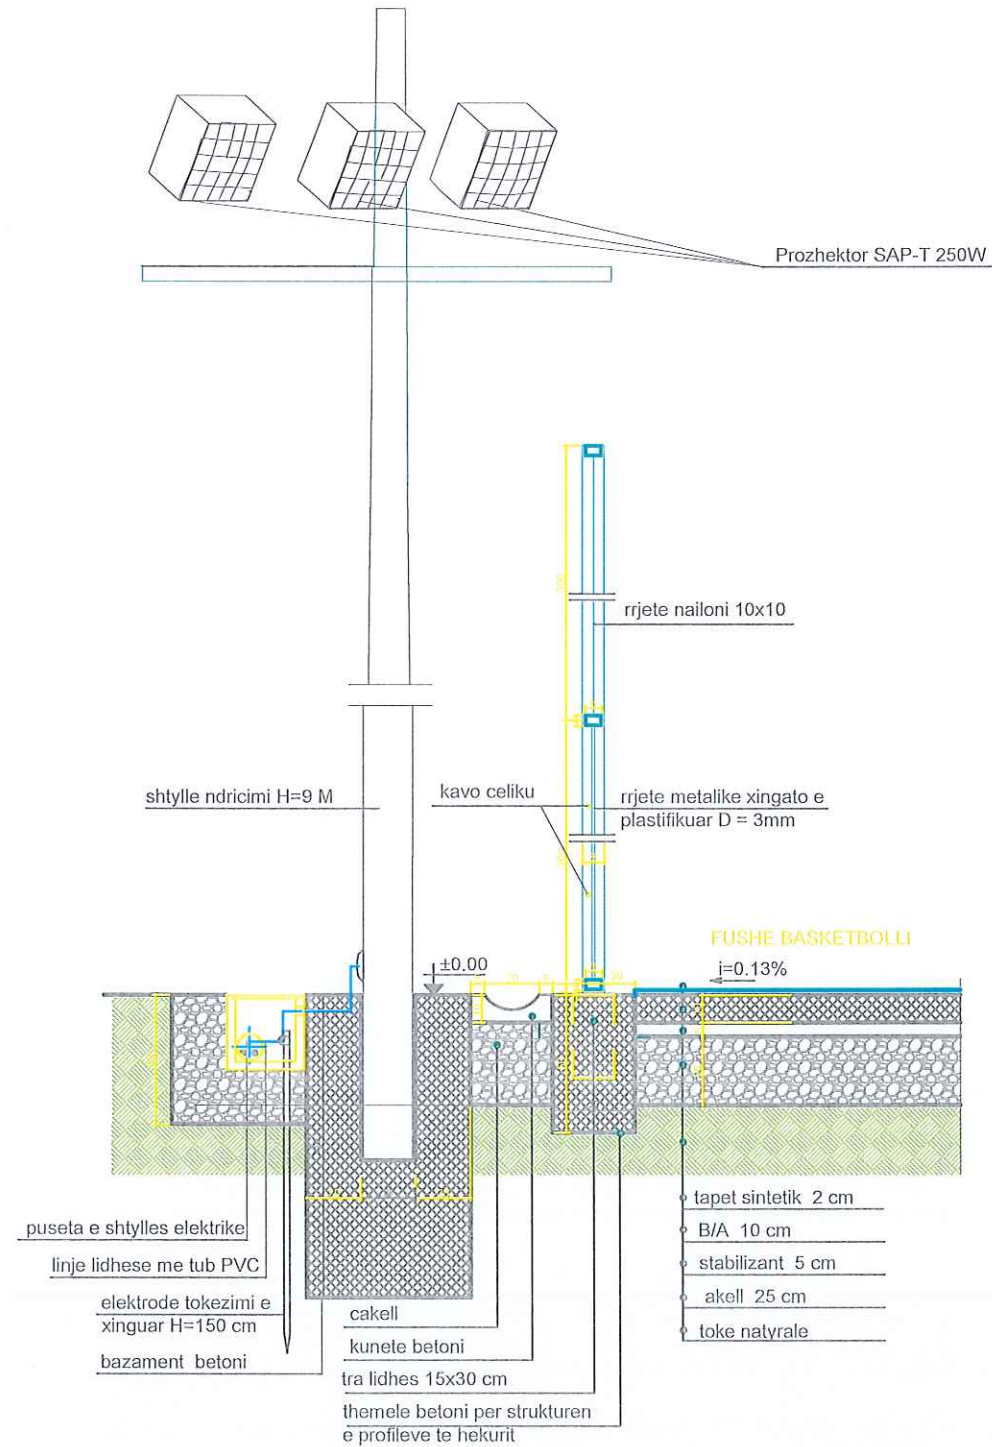 Prozhektor SAP-T 250W
rrjete nailoni 10x10
shtylle ndricimi H=9 M
kavo celiku
rrjete metalike xingato e
plastifikuar D = 3mm
FUSHE BASKETBOLLI
±0.00
i=0.13%
tapet sintetik 2 cm
B/A 10 cm
stabilizant 5 cm
akell 25 cm
toke natyrale
puseta e shtylles elektrike
linje lidhese me tub PVC
elektrode tokezimi e
xinguar H=150 cm
bazament betoni
cakell
kunete betoni
tra lidhes 15x30 cm
themele betoni per strukturen
e profileve te hekurit